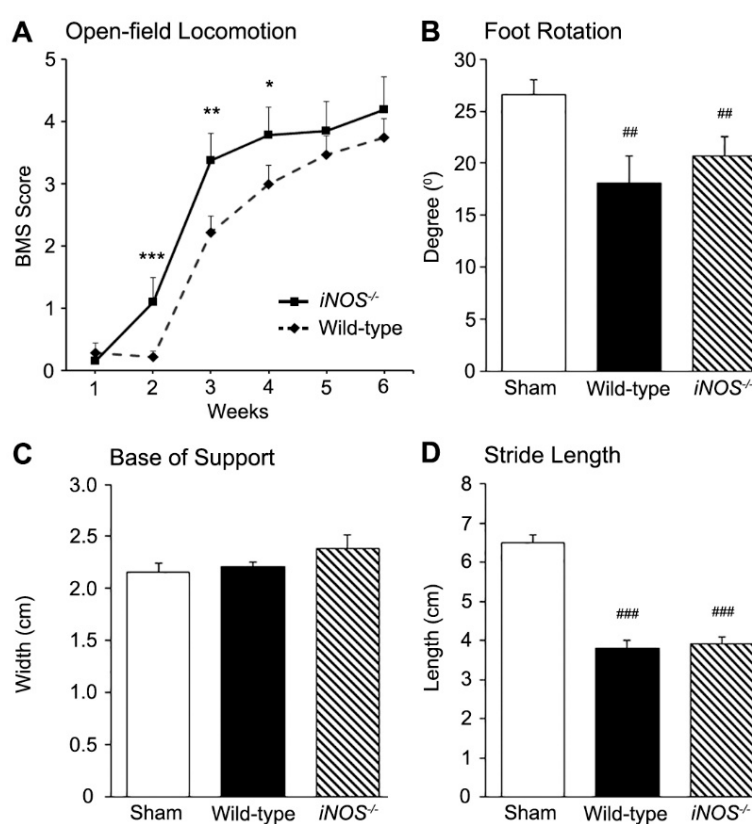 A Open-field Locomotion
5
4
3
2
1
0
BMS Score
***
**
*
iNOS-/-
Wild-type
1 2 3 4 5 6
Weeks
B Foot Rotation
30
25
20
15
10
5
0
Degree (⁰)
##
##
Sham Wild-type iNOS-/-
C Base of Support
3.0
2.5
2.0
1.5
1.0
0.5
0
Width (cm)
Sham Wild-type iNOS-/-
D Stride Length
8
7
6
5
4
3
2
1
0
Length (cm)
###
###
Sham Wild-type iNOS-/-